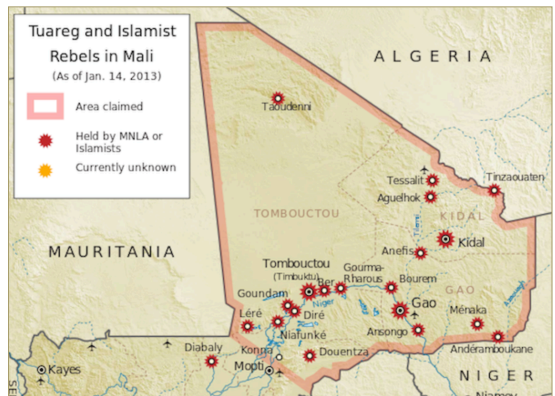 Tuareg and Islamist
Rebels in Mali
(As of Jan. 14, 2013)
Area claimed
Held by MNLA or
Islamists
Currently unknown
ALGERIA
Taoudenni
Tessalit
Tinzaouaten
Aguelhok
TOMBOUCTOU
KIDAL
Kidal
MAURITANIA
Anefis
Tombouctou
(Timbuktu)
Ber
Gourma-
Rharous
Bourem
GAO
Goundam
Niger
Gao
Léré
Diré
Ménaka
Niafunké
Ansongo
Diabaly
Konna
Douentza
Andéramboukane
Kayes
Mopti
NIGER
Niamey